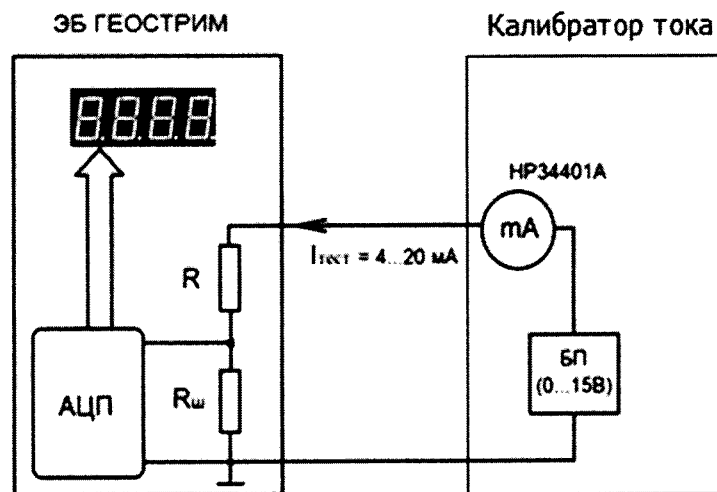 ЭБ ГЕОСТРИМ
Калибратор тока
8.8.8.8.
HP34401A
mA
Iтест = 4...20 мА
R
БП
(0...15В)
АЦП
Rш